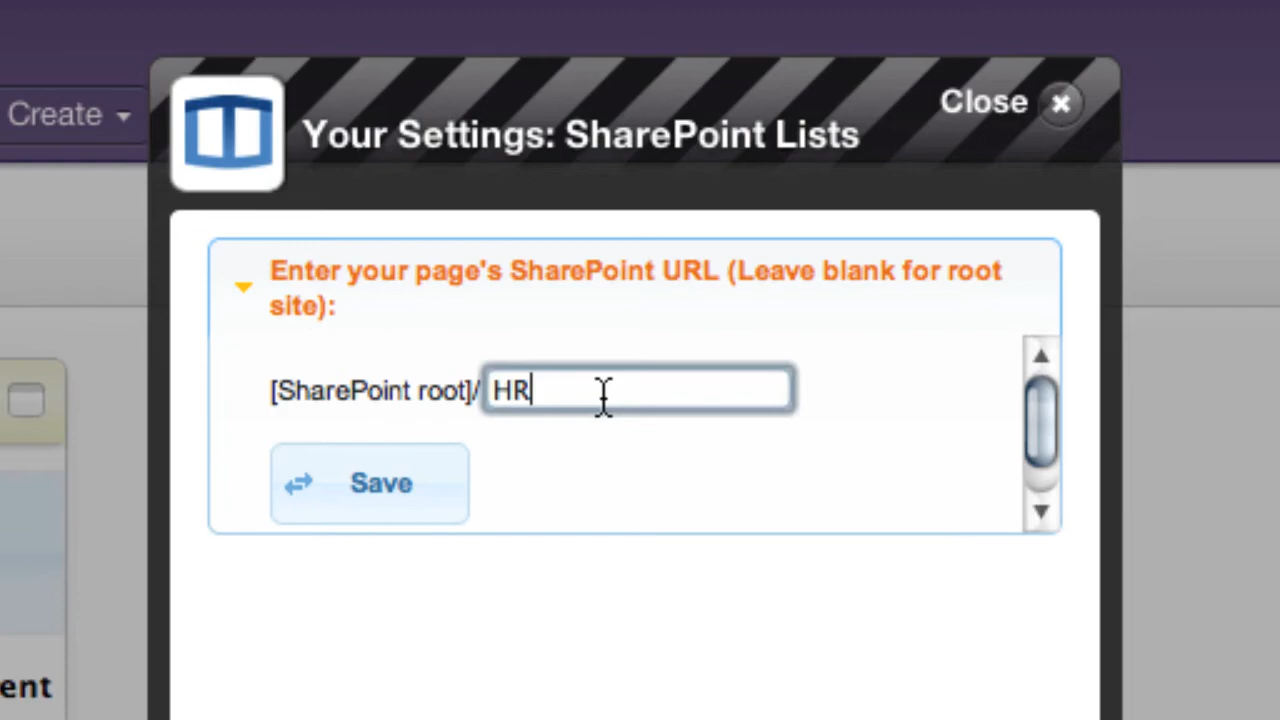 Create
Close
Your Settings: SharePoint Lists
Enter your page's SharePoint URL (Leave blank for root
site):
[SharePoint root]/ HR
Save
ent